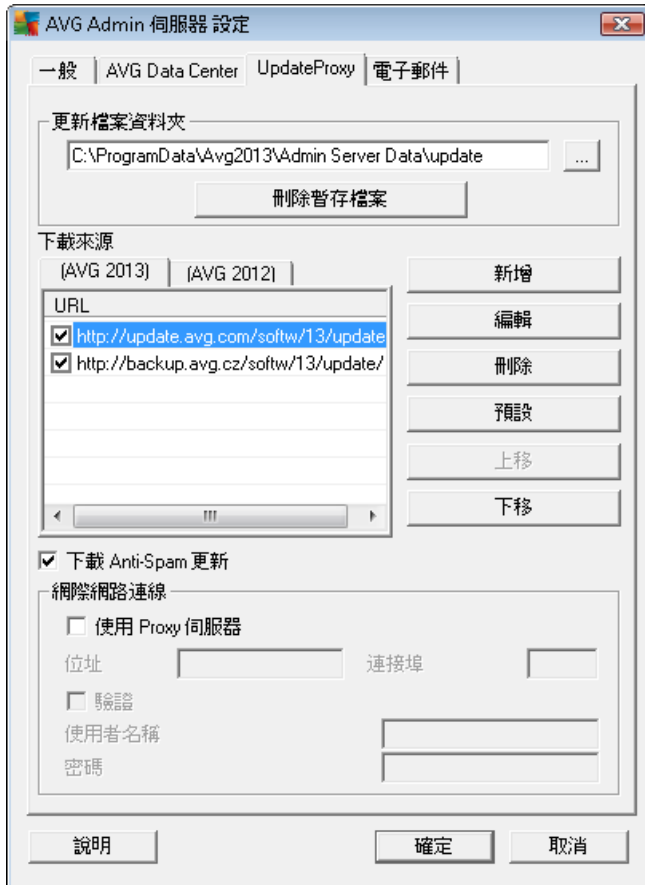 AVG Admin 伺服器 設定
一般 AVG Data Center UpdateProxy 電子郵件
更新檔案資料夾
C:\ProgramData\Avg2013\Admin Server Data\update ...
刪除暫存檔案
下載來源
(AVG 2013) (AVG 2012)
URL
http://update.avg.com/softw/13/update
http://backup.avg.cz/softw/13/update/
新增
編輯
刪除
預設
上移
下移
下載 Anti-Spam 更新
網際網路連線
使用 Proxy 伺服器
位址 連接埠
驗證
使用者名稱
密碼
說明 確定 取消